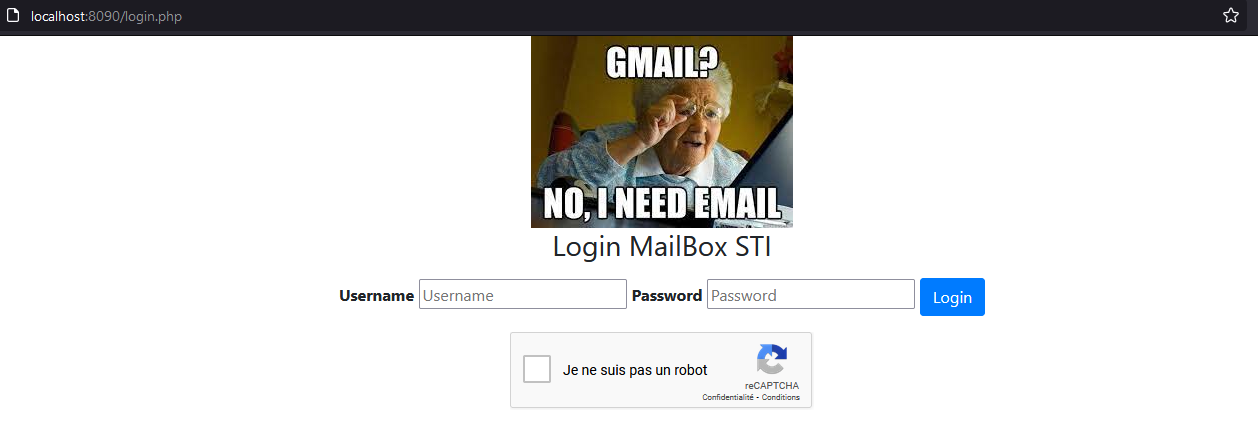 localhost:8090/login.php
GMAIL?
NO, I NEED EMAIL
Login MailBox STI
Username Username Password Password Login
Je ne suis pas un robot
reCAPTCHA
Confidentialité - Conditions